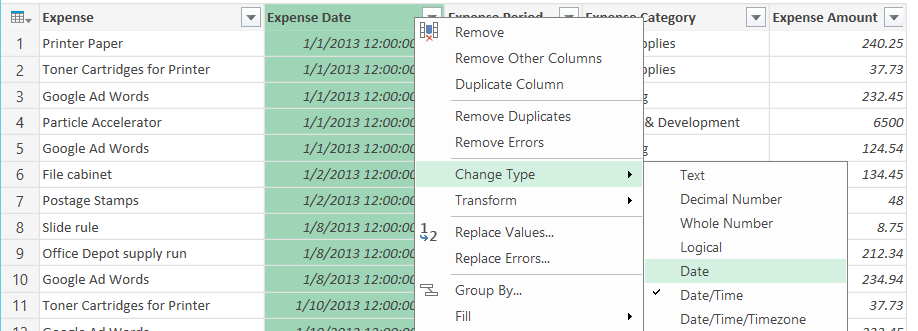 Expense Expense Date Expense Period Expense Category Expense Amount
1 Printer Paper 1/1/2013 12:00:00 Remove pplies 240.25
2 Toner Cartridges for Printer 1/1/2013 12:00:00 Remove Other Columns pplies 37.73
3 Google Ad Words 1/1/2013 12:00:00 Duplicate Column g 232.45
4 Particle Accelerator 1/1/2013 12:00:00 Remove Duplicates & Development 6500
5 Google Ad Words 1/1/2013 12:00:00 Remove Errors g 124.54
6 File cabinet 1/2/2013 12:00:00 Change Type Text 134.45
7 Postage Stamps 1/2/2013 12:00:00 Transform Decimal Number 48
8 Slide rule 1/8/2013 12:00:00 Replace Values... Whole Number 8.75
9 Office Depot supply run 1/8/2013 12:00:00 Replace Errors... Logical 212.34
10 Google Ad Words 1/8/2013 12:00:00 Group By... Date 234.94
11 Toner Cartridges for Printer 1/10/2013 12:00:00 Fill Date/Time 37.73
Date/Time/Timezone